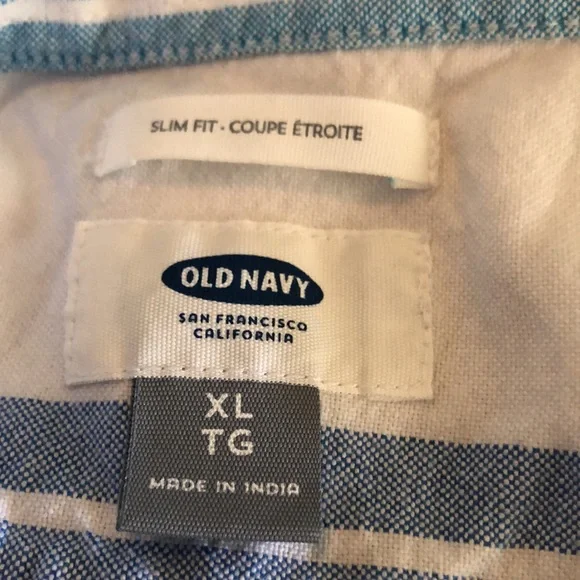 SLIM FIT · COUPE ÉTROITE
OLD NAVY
SAN FRANCISCO
CALIFORNIA
XL
TG
MADE IN INDIA